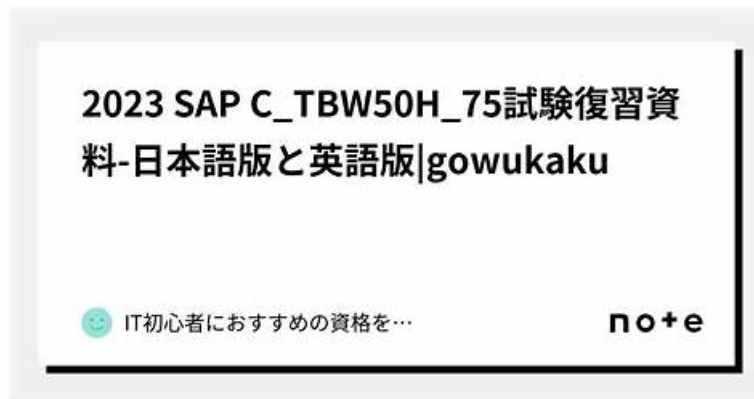 2023 SAP C_TBW50H_75試験復習資
料-日本語版と英語版|gowukaku
IT初心者におすすめの資格を…
note